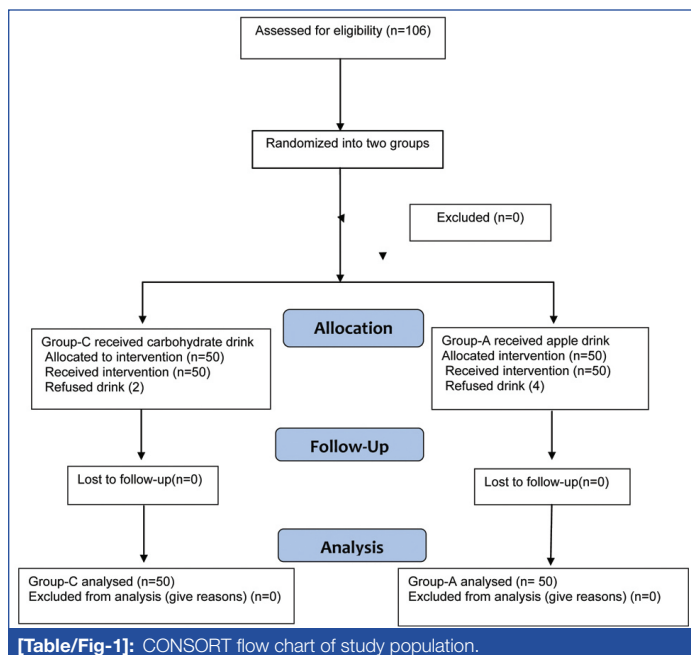 Assessed for eligibility (n=106)
Randomized into two groups
Excluded (n=0)
Allocation
Group-C received carbohydrate drink
Allocated to intervention (n=50)
Received intervention (n=50)
Refused drink (2)
Group-A received apple drink
Allocated intervention (n=50)
Received intervention (n=50)
Refused drink (4)
Follow-Up
Lost to follow-up(n=0)
Lost to follow-up(n=0)
Analysis
Group-C analysed (n=50)
Excluded from analysis (give reasons) (n=0)
Group-A analysed (n= 50)
Excluded from analysis (give reasons) (n=0)
[Table/Fig-1]: CONSORT flow chart of study population.